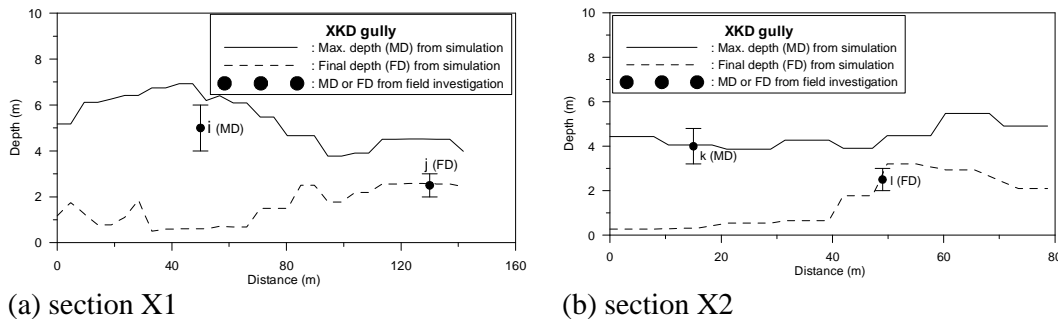 XKD gully
: Max. depth (MD) from simulation
: Final depth (FD) from simulation
: MD or FD from field investigation
10
8
6
4
2
0
Depth (m)
i (MD)
j (FD)
0 40 80 120 160
Distance (m)
(a) section X1
XKD gully
: Max. depth (MD) from simulation
: Final depth (FD) from simulation
: MD or FD from field investigation
10
8
6
4
2
0
Depth (m)
k (MD)
l (FD)
0 20 40 60 80
Distance (m)
(b) section X2